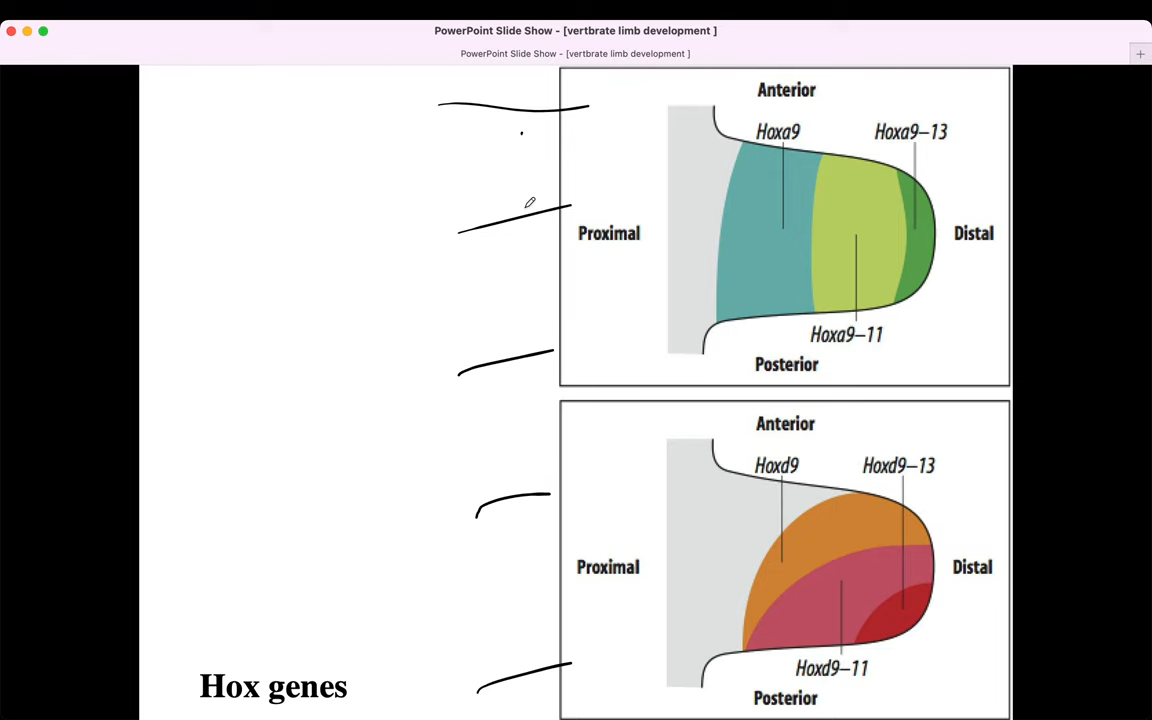 PowerPoint Slide Show - [vertbrate limb development ]
PowerPoint Slide Show - [vertbrate limb development ]
Anterior
Hoxa9
Hoxa9–13
Proximal
Distal
Hoxa9–11
Posterior
Anterior
Hoxd9
Hoxd9–13
Proximal
Distal
Hoxd9–11
Hox genes
Posterior